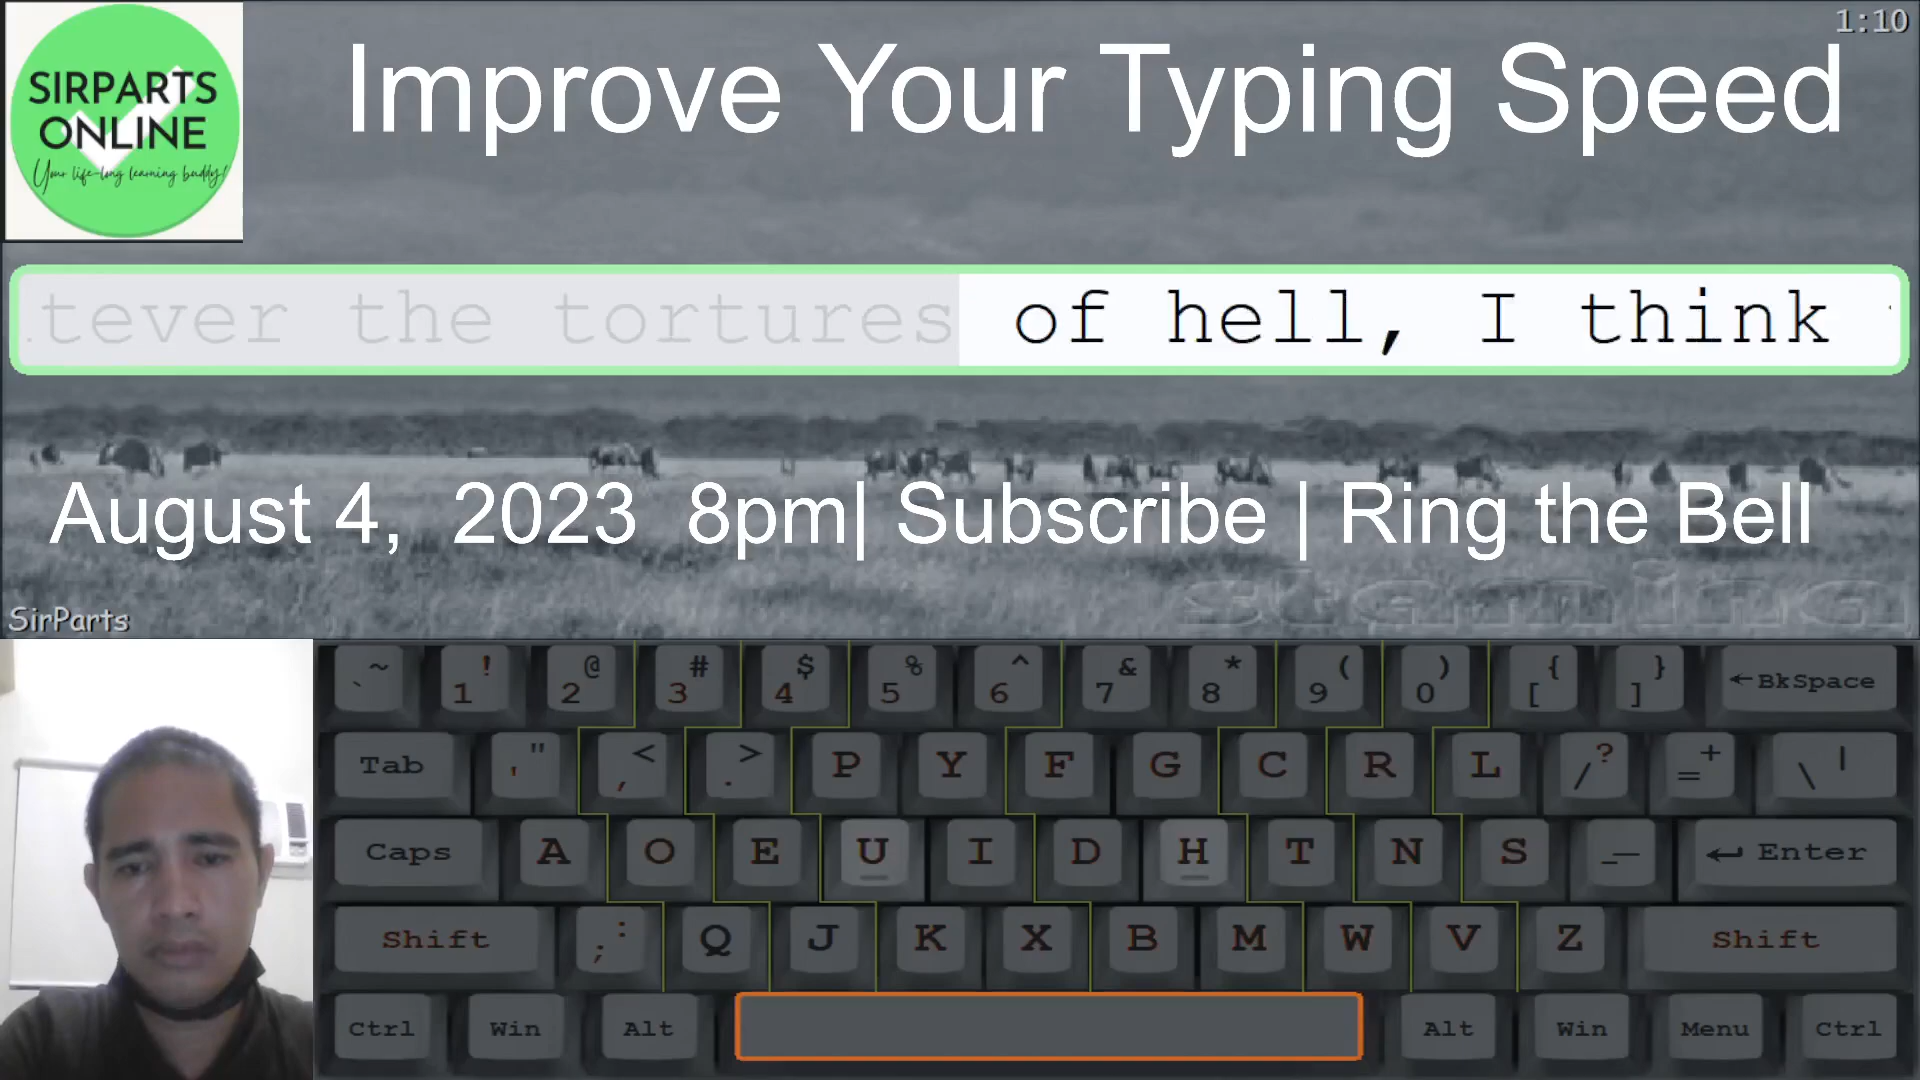 1:10
SIRPARTS
ONLINE
Your life-long learning buddy!
Improve Your Typing Speed
tever the tortures of hell, I think
August 4, 2023 8pm| Subscribe | Ring the Bell
SirParts
stamina
~ ` ! 1 @ 2 # 3 $ 4 % 5 ^ 6 & 7 * 8 ( 9 ) 0 { [ } ] ←BkSpace
Tab " ' < , > . P Y F G C R L ? / + = | \
Caps A O E U I D H T N S _ - Enter
Shift : ; Q J K X B M W V Z Shift
Ctrl Win Alt Alt Win Menu Ctrl